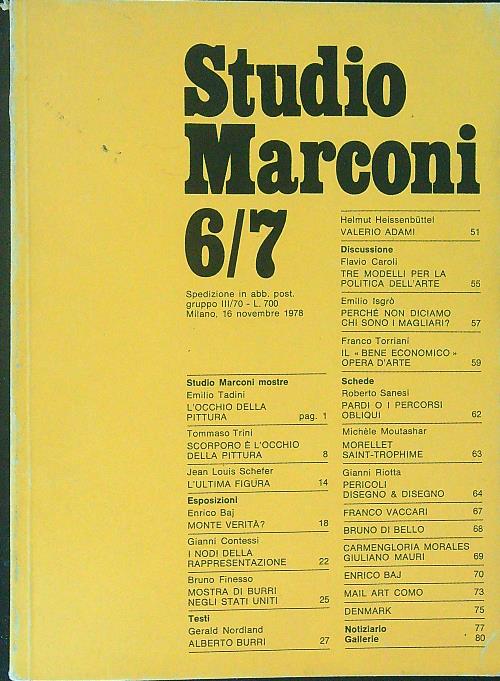 Studio
Marconi
6/7
Spedizione in abb. post.
gruppo III/70 - L. 700
Milano, 16 novembre 1978
Studio Marconi mostre
Emilio Tadini
L'OCCHIO DELLA
PITTURA pag. 1
Tommaso Trini
SCORPORO È L'OCCHIO
DELLA PITTURA 8
Jean Louis Schefer
L'ULTIMA FIGURA 14
Esposizioni
Enrico Baj
MONTE VERITÀ? 18
Gianni Contessi
I NODI DELLA
RAPPRESENTAZIONE 22
Bruno Finesso
MOSTRA DI BURRI
NEGLI STATI UNITI 25
Testi
Gerald Nordland
ALBERTO BURRI 27
Helmut Heissenbüttel
VALERIO ADAMI 51
Discussione
Flavio Caroli
TRE MODELLI PER LA
POLITICA DELL'ARTE 55
Emilio Isgrò
PERCHÉ NON DICIAMO
CHI SONO I MAGLIARI? 57
Franco Torriani
IL « BENE ECONOMICO »
OPERA D'ARTE 59
Schede
Roberto Sanesi
PARDI O I PERCORSI
OBLIQUI 62
Michèle Moutashar
MORELLET
SAINT-TROPHIME 63
Gianni Riotta
PERICOLI
DISEGNO & DISEGNO 64
FRANCO VACCARI 67
BRUNO DI BELLO 68
CARMENGLORIA MORALES
GIULIANO MAURI 69
ENRICO BAJ 70
MAIL ART COMO 73
DENMARK 75
Notiziario 77
Gallerie 80